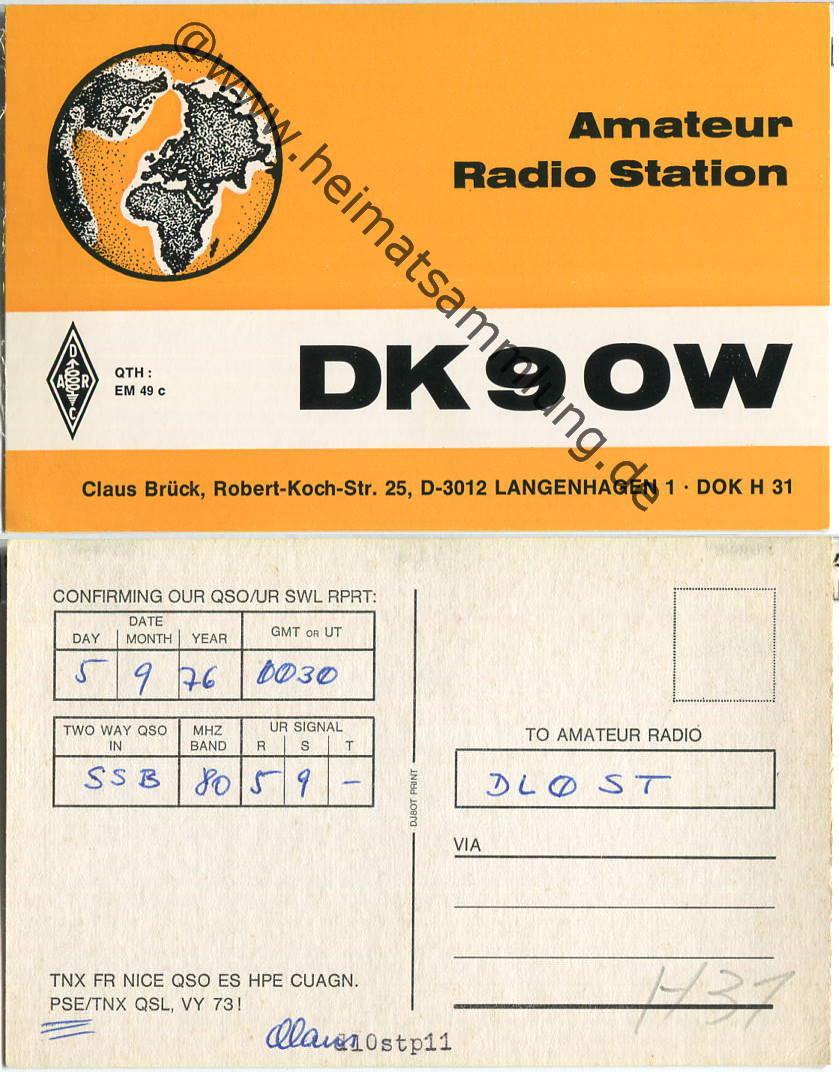 @www.heimatsammlung.de
Amateur
Radio Station
D
A R
C
QTH :
EM 49 c
DK9OW
Claus Brück, Robert-Koch-Str. 25, D-3012 LANGENHAGEN 1 · DOK H 31
CONFIRMING OUR QSO/UR SWL RPRT:
DATE
DAY MONTH YEAR GMT OR UT
5 9 76 0030
TWO WAY QSO IN MHZ BAND UR SIGNAL
R S T
SSB 80 5 9 -
DJ8OT PRINT
TO AMATEUR RADIO
DLØST
VIA
TNX FR NICE QSO ES HPE CUAGN.
PSE/TNX QSL, VY 73!
Claus
dl0stp11
H31